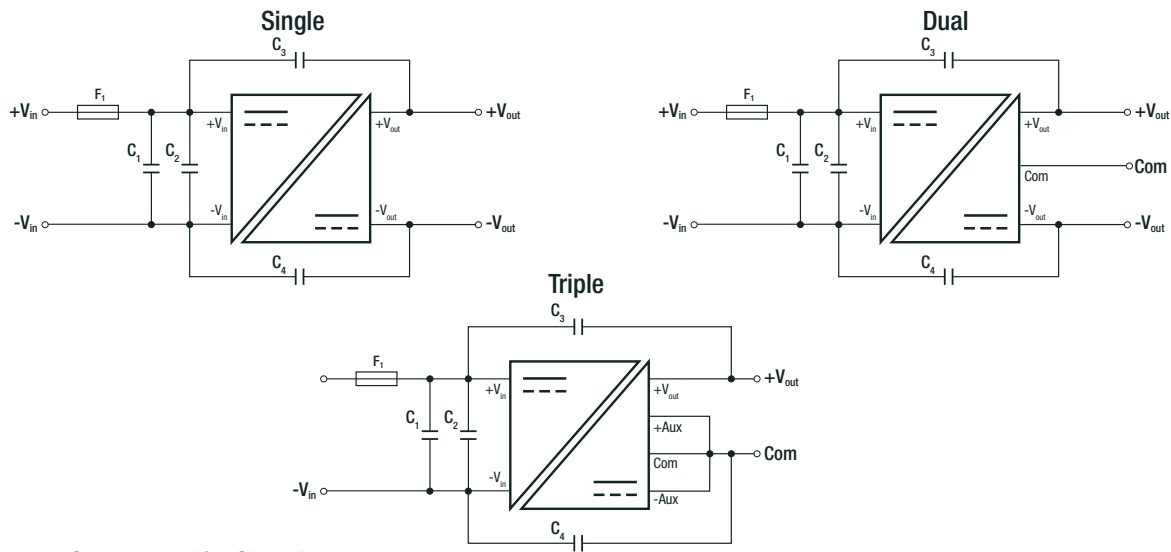 Single
C3
F1
+Vin
+Vin
+Vout
+Vout
C1
C2
-Vin
-Vin
-Vout
-Vout
C4
Dual
C3
F1
+Vin
+Vin
+Vout
+Vout
C1
C2
Com
Com
-Vin
-Vin
-Vout
-Vout
C4
Triple
C3
F1
+Vin
+Vout
+Vout
C1
C2
+Aux
Com
Com
-Vin
-Vin
-Aux
C4